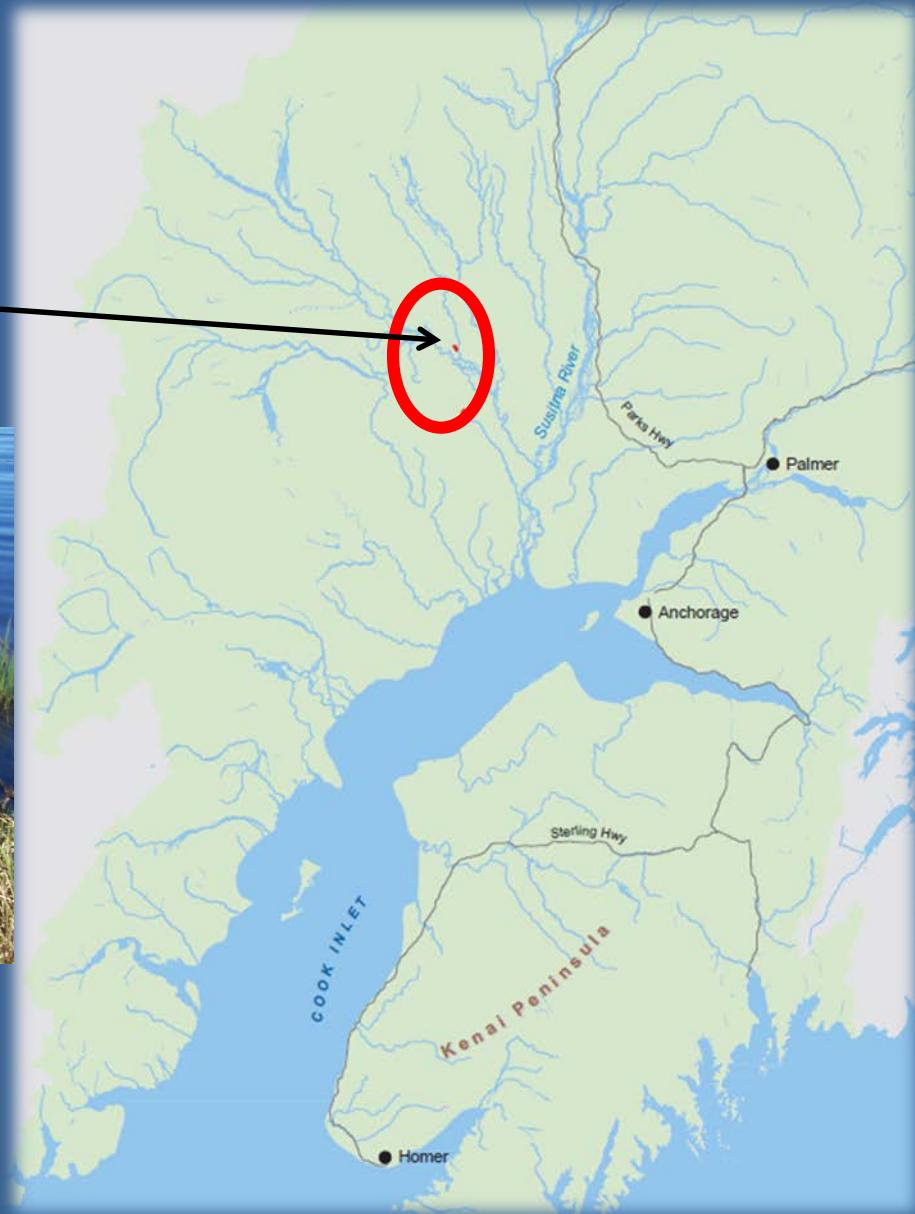 Susitna River
Parks Hwy
Palmer
Anchorage
Sterling Hwy
COOK INLET
Kenai Peninsula
Homer